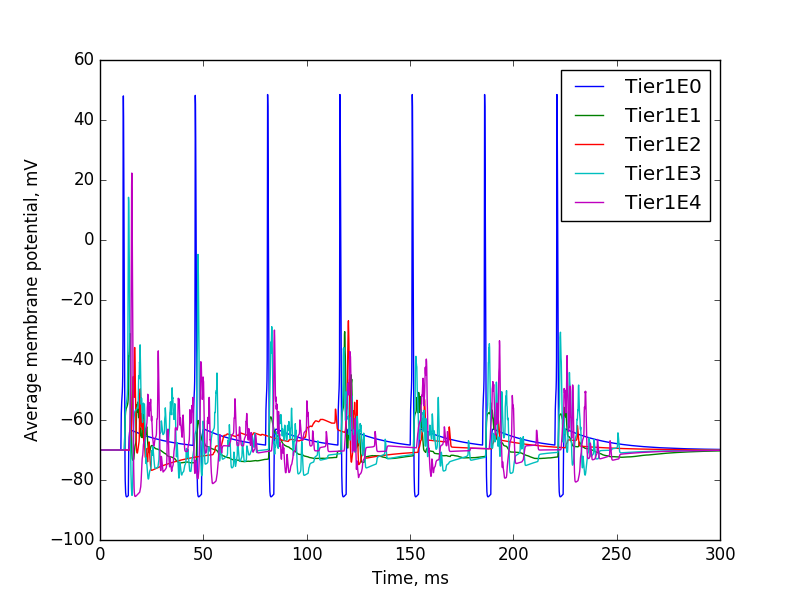 60
40
20
0
−20
−40
−60
−80
−100
Average membrane potential, mV
0 50 100 150 200 250 300
Time, ms
Tier1E0
Tier1E1
Tier1E2
Tier1E3
Tier1E4